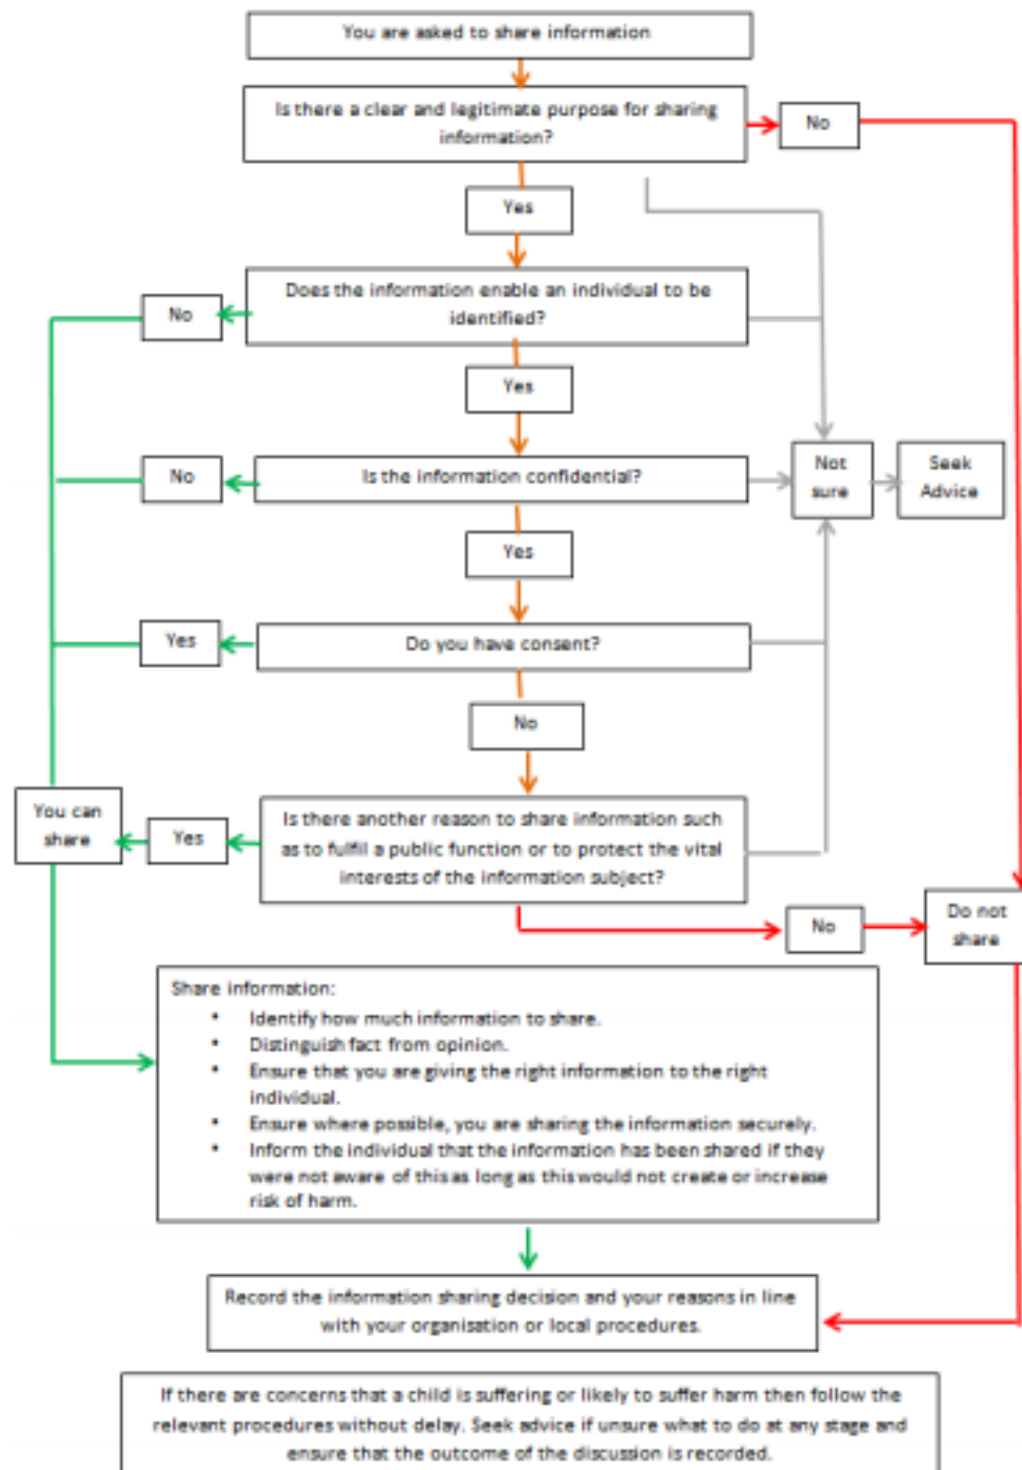 You are asked to share information
Is there a clear and legitimate purpose for sharing
information?
No
Yes
Does the information enable an individual to be
identified?
No
Yes
Is the information confidential?
No
Not
sure
Seek
Advice
Yes
Do you have consent?
Yes
No
Is there another reason to share information such
as to fulfill a public function or to protect the vital
interests of the information subject?
You can
share
Yes
No
Do not
share
Share information:
• Identify how much information to share.
• Distinguish fact from opinion.
• Ensure that you are giving the right information to the right
individual.
• Ensure where possible, you are sharing the information securely.
• Inform the individual that the information has been shared if they
were not aware of this as long as this would not create or increase
risk of harm.
Record the information sharing decision and your reasons in line
with your organisation or local procedures.
If there are concerns that a child is suffering or likely to suffer harm then follow the
relevant procedures without delay. Seek advice if unsure what to do at any stage and
ensure that the outcome of the discussion is recorded.